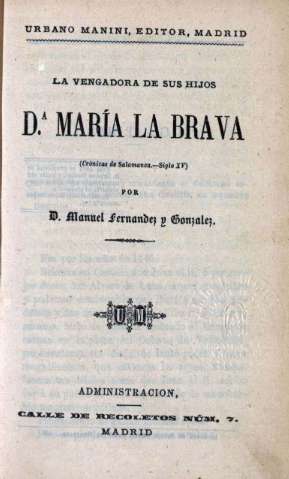 URBANO MANINI, EDITOR, MADRID
LA VENGADORA DE SUS HIJOS
D.ª MARÍA LA BRAVA
(Crónicas de Salamanca.—Siglo XV)
POR
D. Manuel Fernandez y Gonzalez.
U M
ADMINISTRACION,
CALLE DE RECOLETOS NÚM. 7.
MADRID